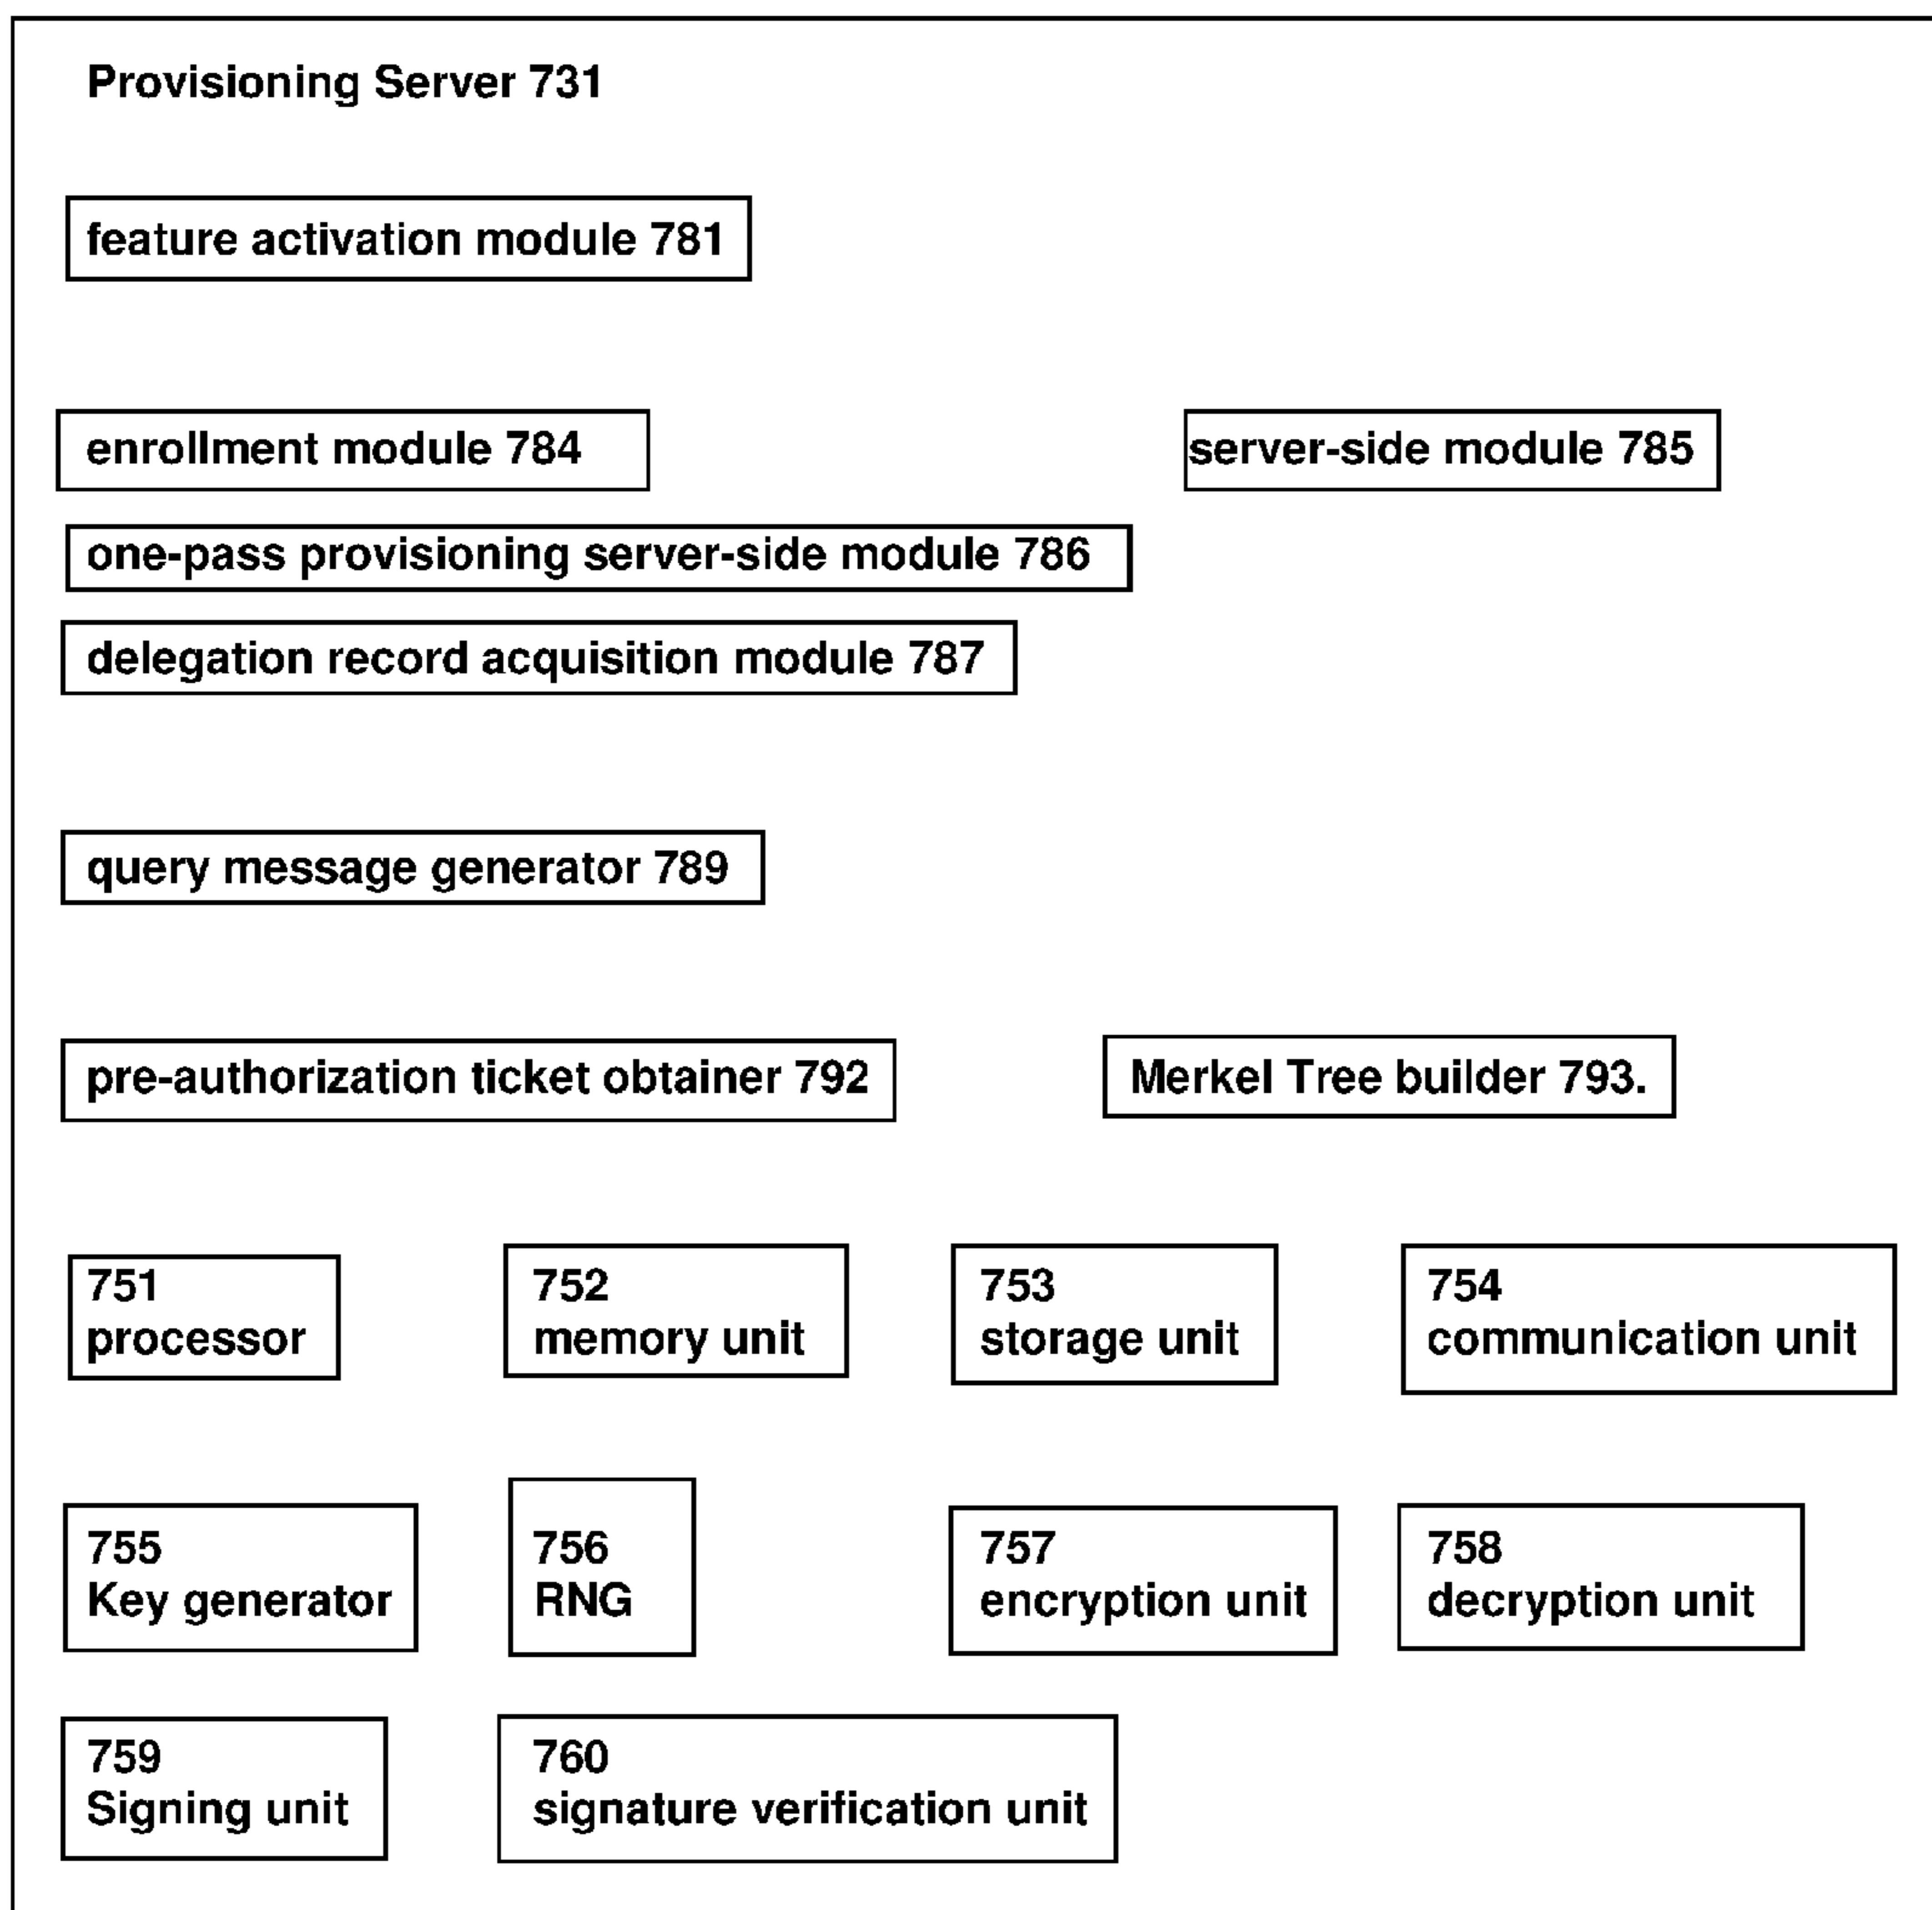 Provisioning Server 731
feature activation module 781
enrollment module 784
server-side module 785
one-pass provisioning server-side module 786
delegation record acquisition module 787
query message generator 789
pre-authorization ticket obtainer 792
Merkel Tree builder 793.
751
processor
752
memory unit
753
storage unit
754
communication unit
755
Key generator
756
RNG
757
encryption unit
758
decryption unit
759
Signing unit
760
signature verification unit